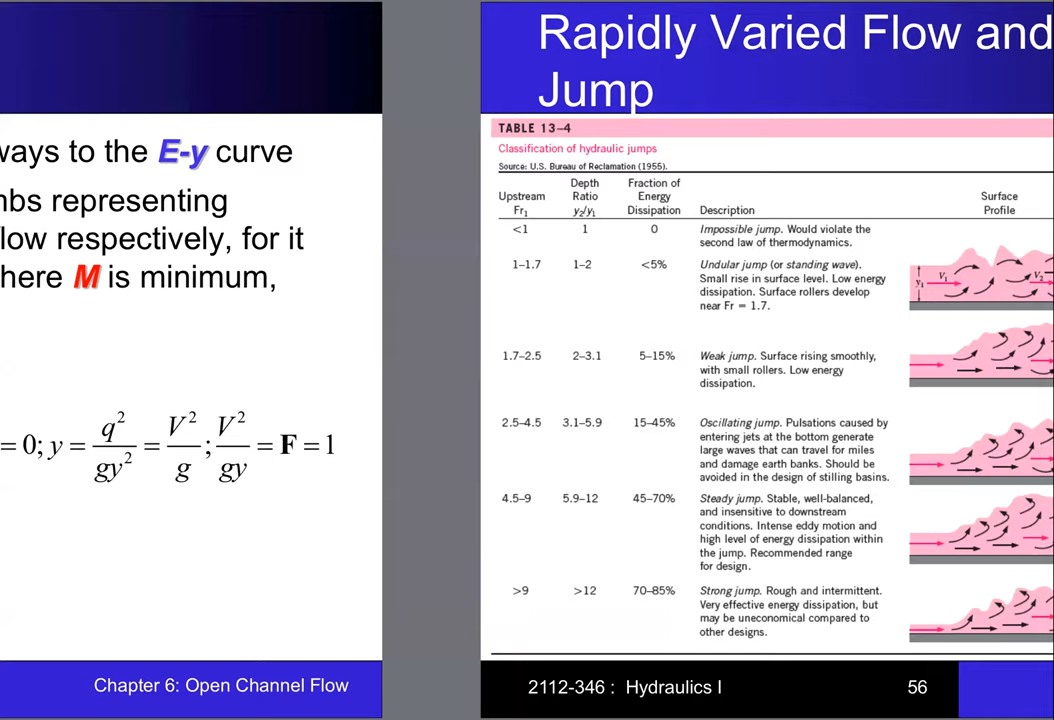 ways to the E-y curve
nbs representing
flow respectively, for it
where M is minimum,
= 0; y = q² / gy² = V² / g ; V² / gy = F = 1
Chapter 6: Open Channel Flow
Rapidly Varied Flow and
Jump
TABLE 13–4
Classification of hydraulic jumps
Source: U.S. Bureau of Reclamation (1955).
Upstream Fr₁ Depth Ratio y₂/y₁ Fraction of Energy Dissipation Description Surface Profile
<1 1 0 Impossible jump. Would violate the
second law of thermodynamics.
1–1.7 1–2 <5% Undular jump (or standing wave).
Small rise in surface level. Low energy
dissipation. Surface rollers develop
near Fr = 1.7.
y₁ V₁ V₂
1.7–2.5 2–3.1 5–15% Weak jump. Surface rising smoothly,
with small rollers. Low energy
dissipation.
2.5–4.5 3.1–5.9 15–45% Oscillating jump. Pulsations caused by
entering jets at the bottom generate
large waves that can travel for miles
and damage earth banks. Should be
avoided in the design of stilling basins.
4.5–9 5.9–12 45–70% Steady jump. Stable, well-balanced,
and insensitive to downstream
conditions. Intense eddy motion and
high level of energy dissipation within
the jump. Recommended range
for design.
>9 >12 70–85% Strong jump. Rough and intermittent.
Very effective energy dissipation, but
may be uneconomical compared to
other designs.
2112-346 : Hydraulics I 56